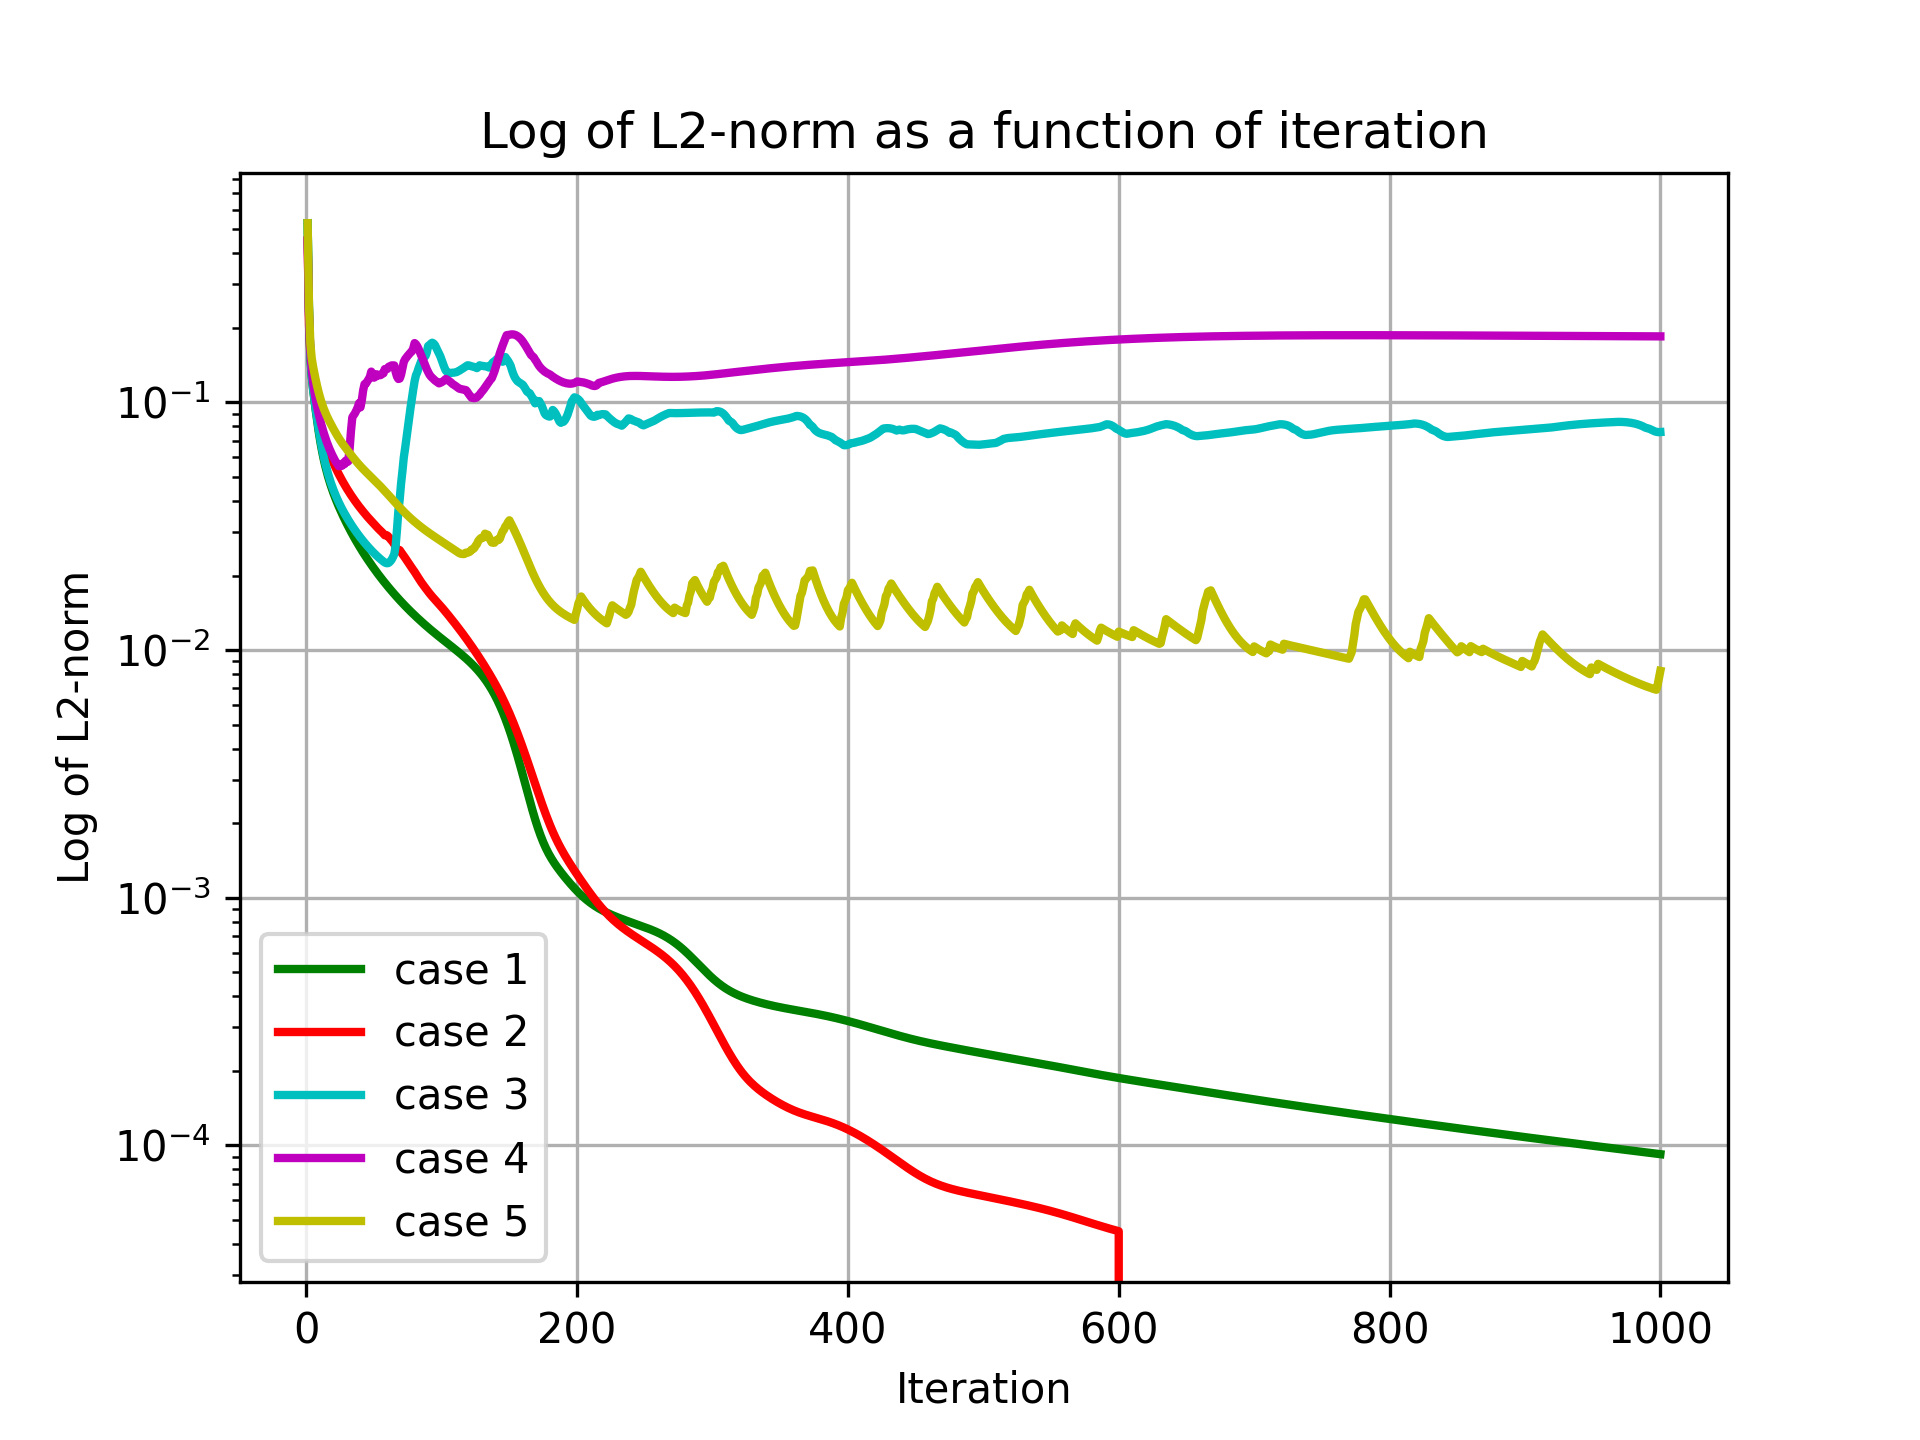 Log of L2-norm as a function of iteration
Log of L2-norm
10⁻¹
10⁻²
10⁻³
10⁻⁴
case 1
case 2
case 3
case 4
case 5
0 200 400 600 800 1000
Iteration